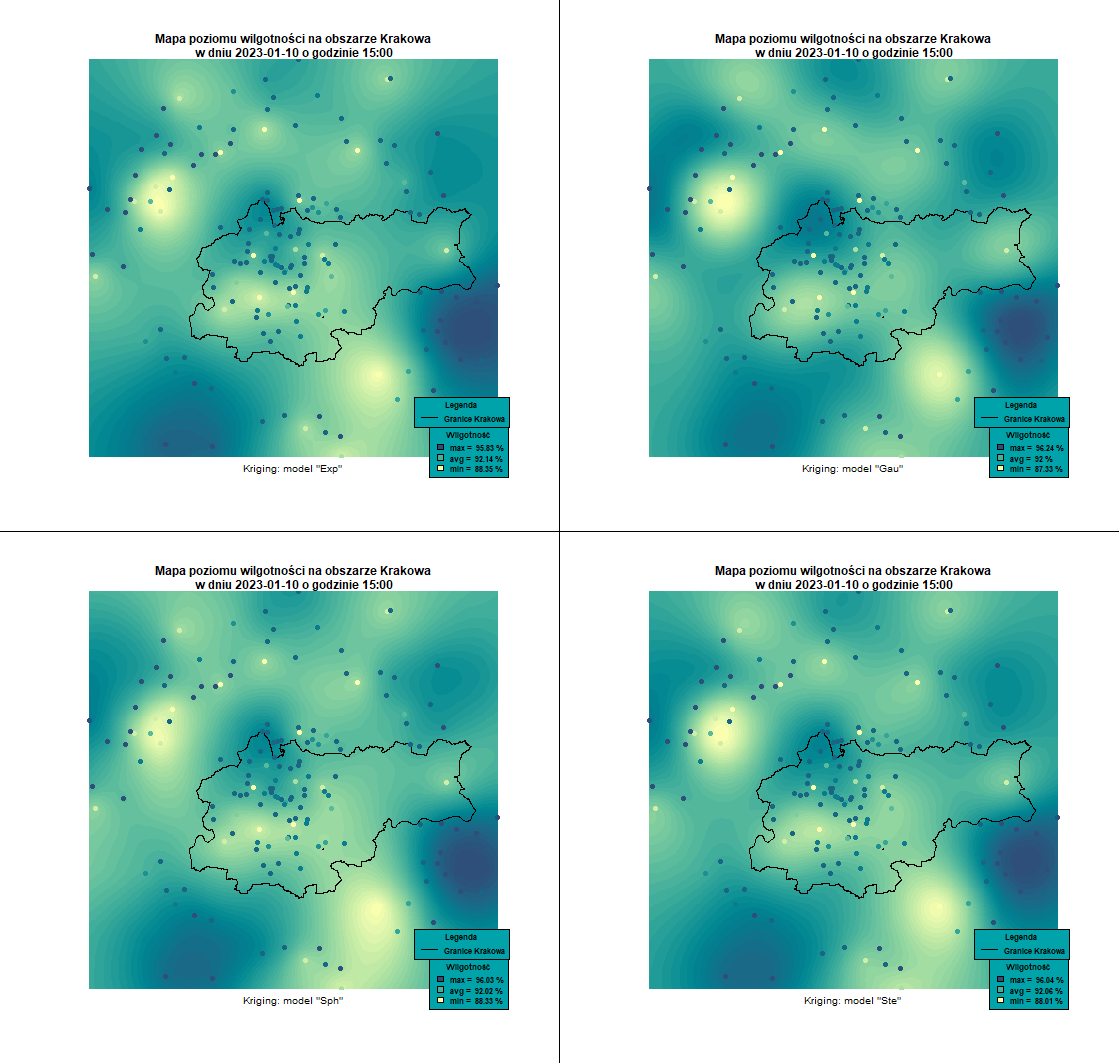 Mapa poziomu wilgotności na obszarze Krakowa
w dniu 2023-01-10 o godzinie 15:00
Legenda
Granice Krakowa
Wilgotność
max = 95.83 %
avg = 92.14 %
min = 88.35 %
Kriging: model "Exp"
Mapa poziomu wilgotności na obszarze Krakowa
w dniu 2023-01-10 o godzinie 15:00
Legenda
Granice Krakowa
Wilgotność
max = 96.24 %
avg = 92 %
min = 87.33 %
Kriging: model "Gau"
Mapa poziomu wilgotności na obszarze Krakowa
w dniu 2023-01-10 o godzinie 15:00
Legenda
Granice Krakowa
Wilgotność
max = 96.03 %
avg = 92.02 %
min = 88.33 %
Kriging: model "Sph"
Mapa poziomu wilgotności na obszarze Krakowa
w dniu 2023-01-10 o godzinie 15:00
Legenda
Granice Krakowa
Wilgotność
max = 96.04 %
avg = 92.06 %
min = 88.01 %
Kriging: model "Ste"